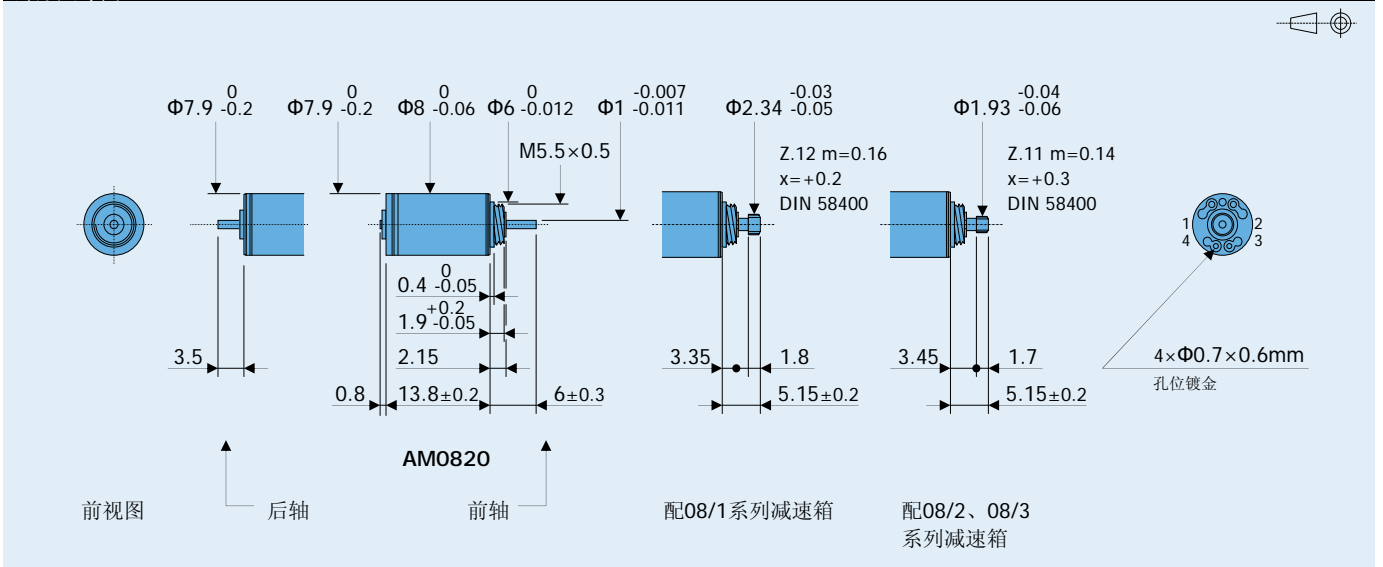 0
Φ7.9 -0.2
0
Φ7.9 -0.2
0
Φ8 -0.06
0
Φ6 -0.012
-0.007
Φ1 -0.011
-0.03
Φ2.34 -0.05
-0.04
Φ1.93 -0.06
M5.5×0.5
Z.12 m=0.16
x=+0.2
DIN 58400
Z.11 m=0.14
x=+0.3
DIN 58400
1
2
4
3
0
0.4 -0.05
+0.2
1.9 -0.05
3.5
2.15
3.35
1.8
3.45
1.7
4×Φ0.7×0.6mm
孔位镀金
0.8
13.8±0.2
6±0.3
5.15±0.2
5.15±0.2
AM0820
前视图
后轴
前轴
配08/1系列减速箱
配08/2、08/3
系列减速箱